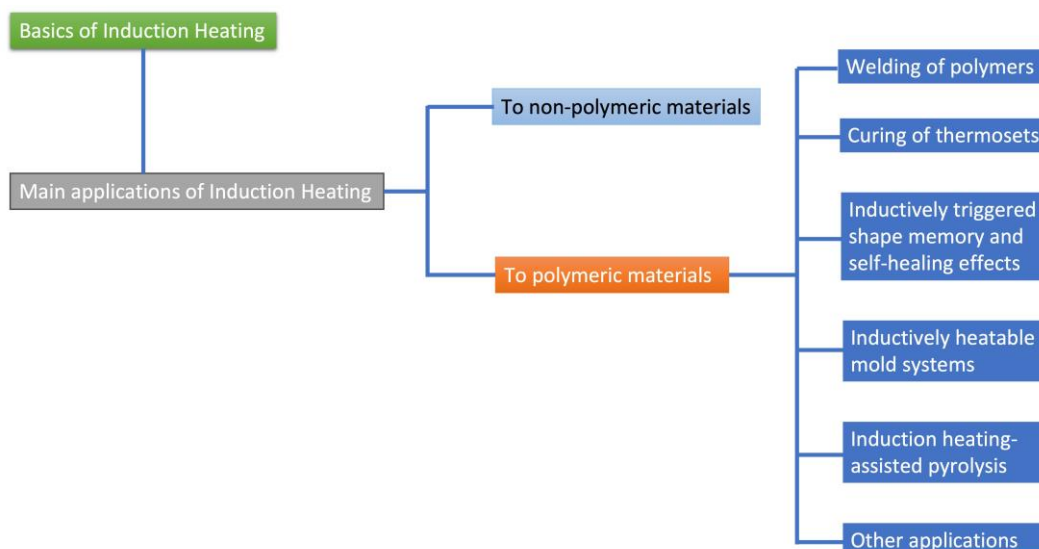 Basics of Induction Heating
Main applications of Induction Heating
To non-polymeric materials
To polymeric materials
Welding of polymers
Curing of thermosets
Inductively triggered
shape memory and
self-healing effects
Inductively heatable
mold systems
Induction heating-
assisted pyrolysis
Other applications